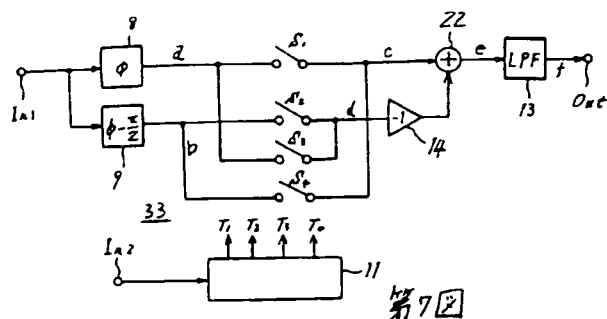 8
φ
a
S₁
c
22
+
e
LPF
f
13
Out
In1
φ-π/2
9
b
S₂
d
-1
14
S₃
S₄
33
T₁ T₂ T₃ T₄
In2
11
第7図